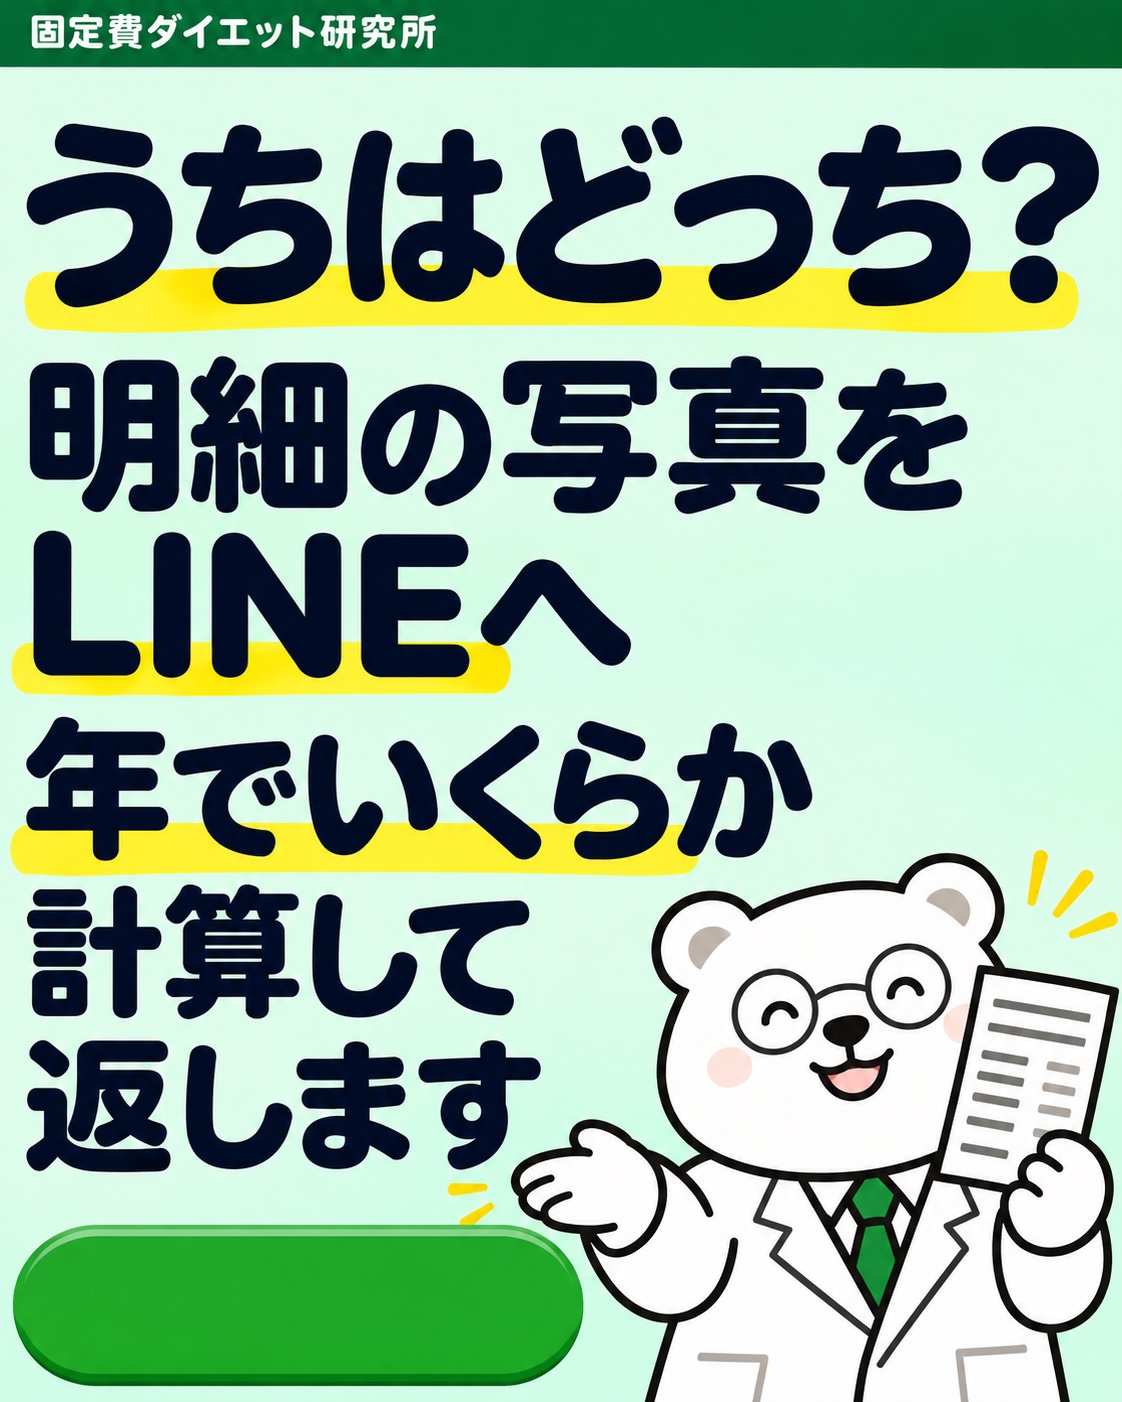 固定費ダイエット研究所
うちはどっち?
明細の写真を
LINEへ
年でいくらか
計算して
返します